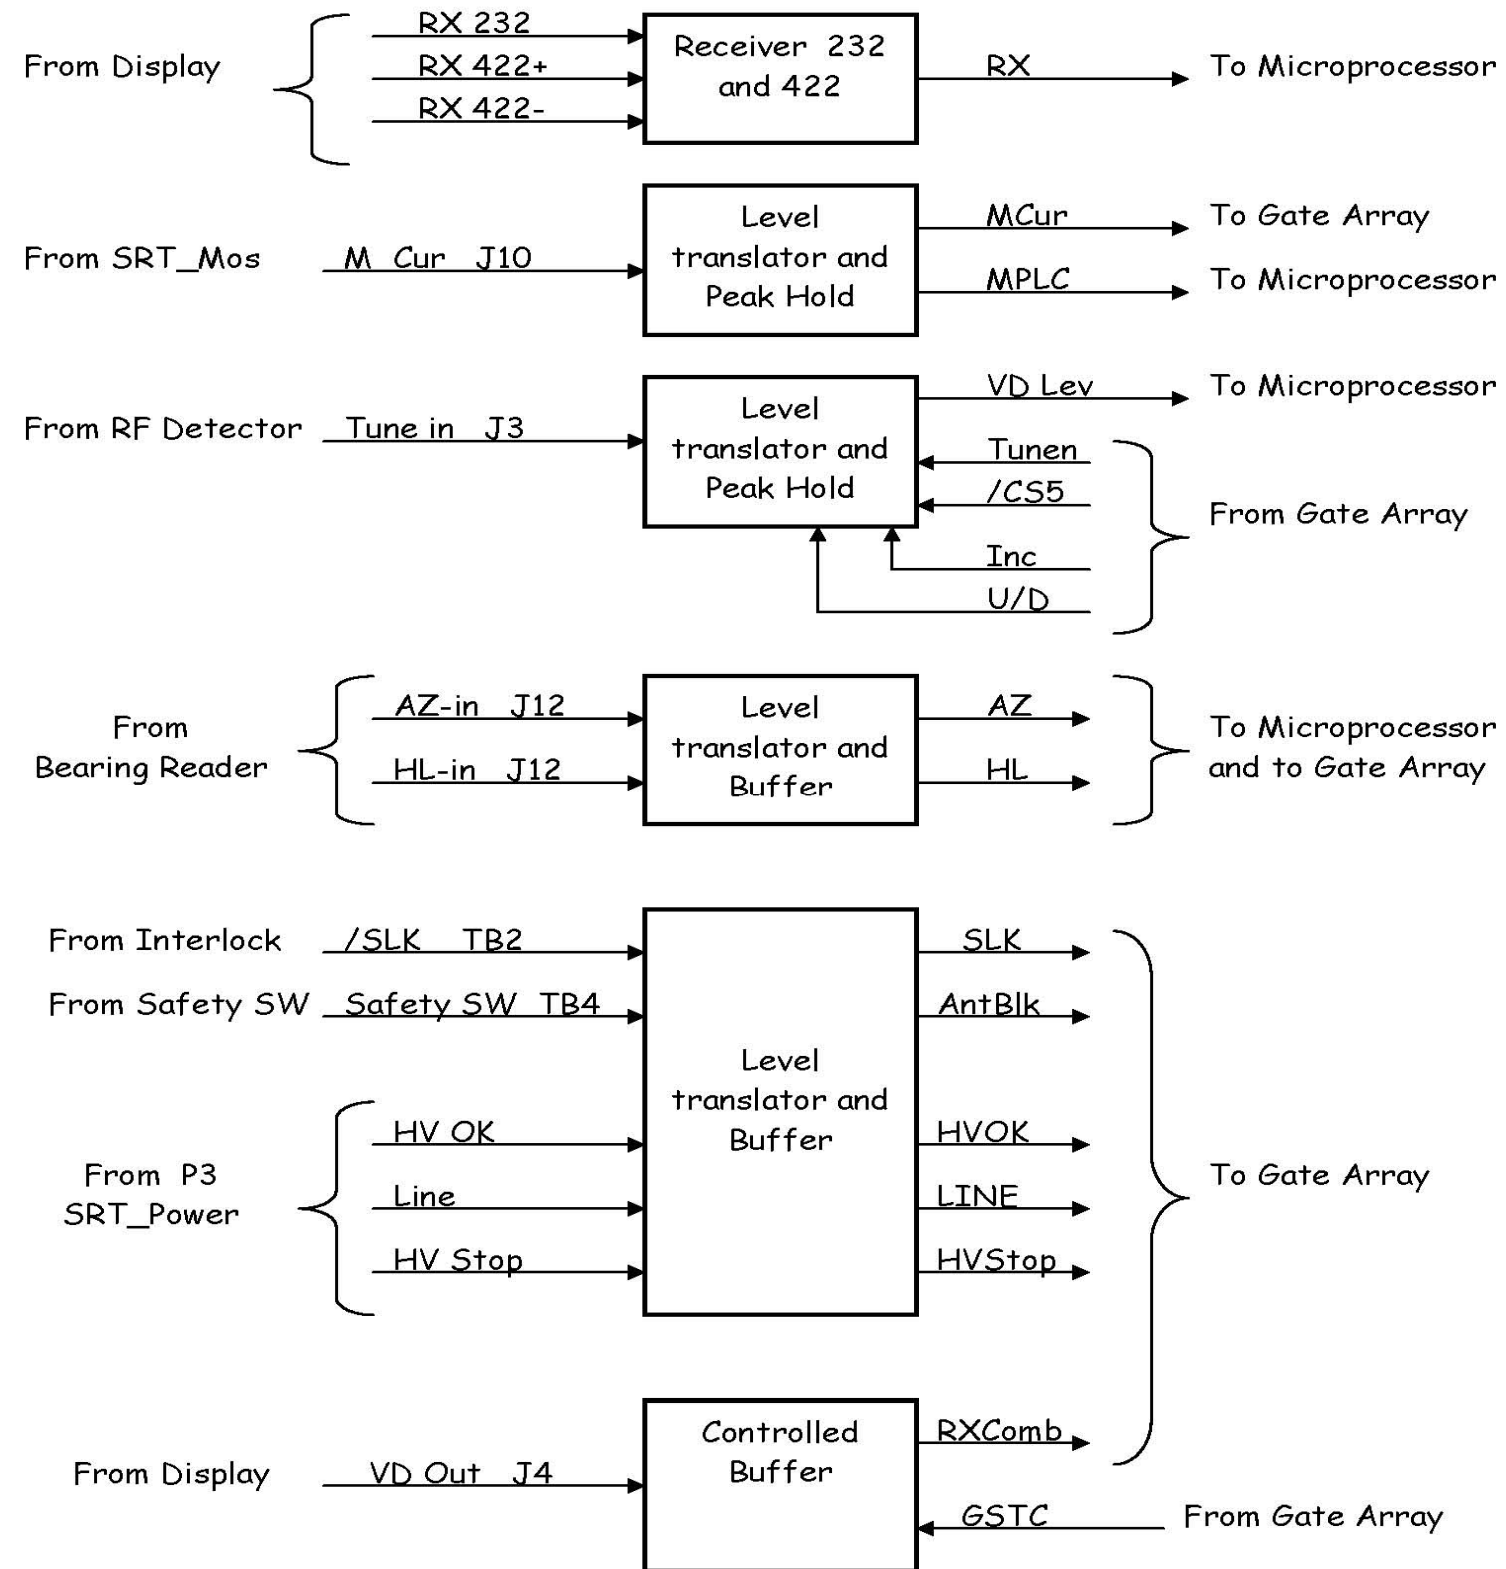 From Display
RX 232
RX 422+
RX 422-
Receiver 232
and 422
RX
To Microprocessor
From SRT_Mos
M Cur J10
Level
translator and
Peak Hold
MCur
To Gate Array
MPLC
To Microprocessor
From RF Detector
Tune in J3
Level
translator and
Peak Hold
VD Lev
To Microprocessor
Tunen
/CS5
Inc
U/D
From Gate Array
From
Bearing Reader
AZ-in J12
HL-in J12
Level
translator and
Buffer
AZ
HL
To Microprocessor
and to Gate Array
From Interlock
/SLK TB2
From Safety SW
Safety SW TB4
From P3
SRT_Power
HV OK
Line
HV Stop
Level
translator and
Buffer
SLK
AntBlk
HVOK
LINE
HVStop
To Gate Array
From Display
VD Out J4
Controlled
Buffer
RXComb
GSTC
From Gate Array